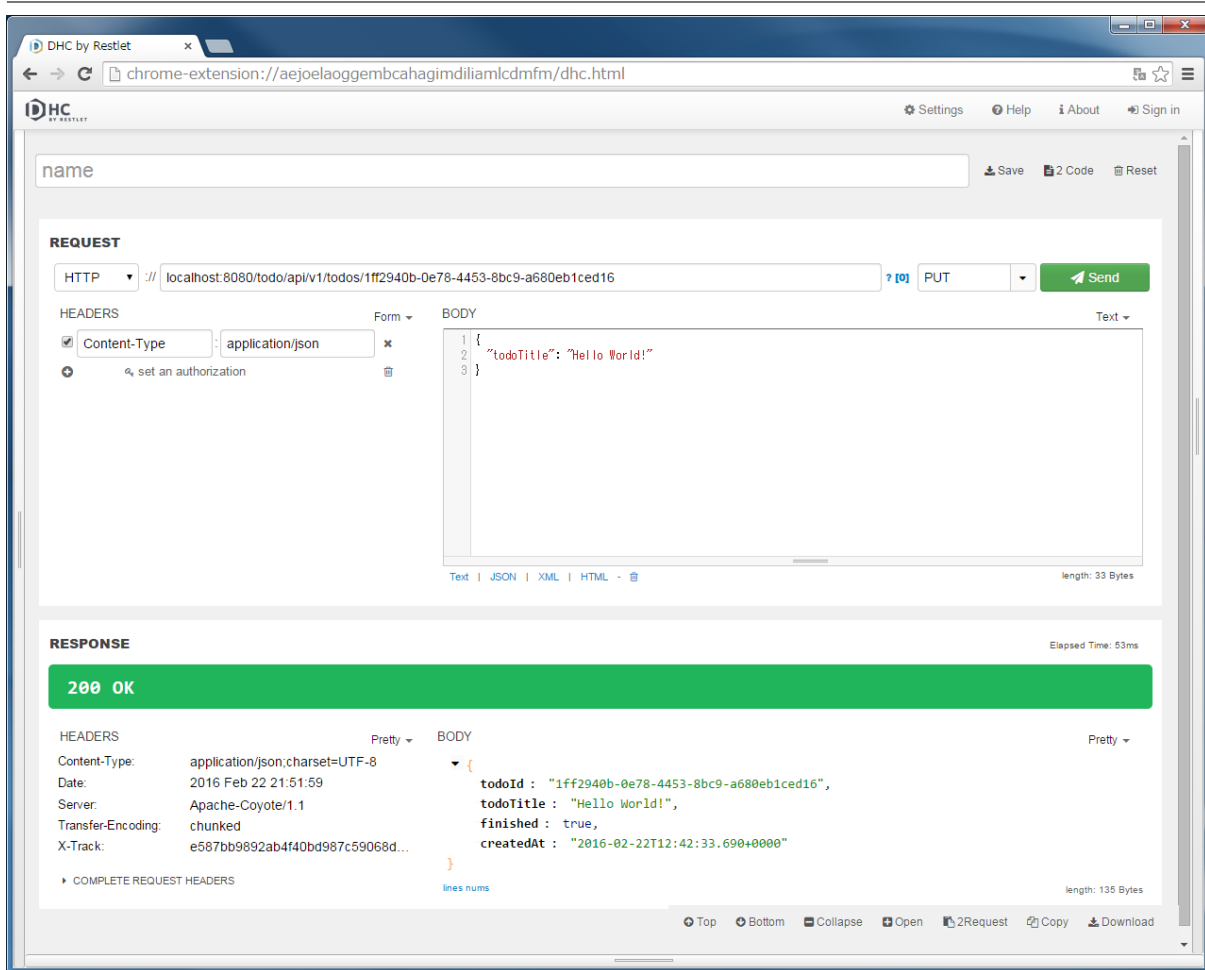 DHC by Restlet
chrome-extension://aejoelaoggembcahagimdiliamlcdmfm/dhc.html
DHC
BY RESTLET
Settings Help About Sign in
name
Save 2 Code Reset
REQUEST
HTTP :// localhost:8080/todo/api/v1/todos/1ff2940b-0e78-4453-8bc9-a680eb1ced16 ? [0] PUT Send
HEADERS Form BODY Text
Content-Type : application/json
set an authorization
1 {
2 "todoTitle": "Hello World!"
3 }
Text | JSON | XML | HTML - length: 33 Bytes
RESPONSE Elapsed Time: 53ms
200 OK
HEADERS Pretty BODY Pretty
Content-Type: application/json;charset=UTF-8
Date: 2016 Feb 22 21:51:59
Server: Apache-Coyote/1.1
Transfer-Encoding: chunked
X-Track: e587bb9892ab4f40bd987c59068d...
COMPLETE REQUEST HEADERS
{
todoId : "1ff2940b-0e78-4453-8bc9-a680eb1ced16",
todoTitle : "Hello World!",
finished : true,
createdAt : "2016-02-22T12:42:33.690+0000"
}
lines nums length: 135 Bytes
Top Bottom Collapse Open 2Request Copy Download